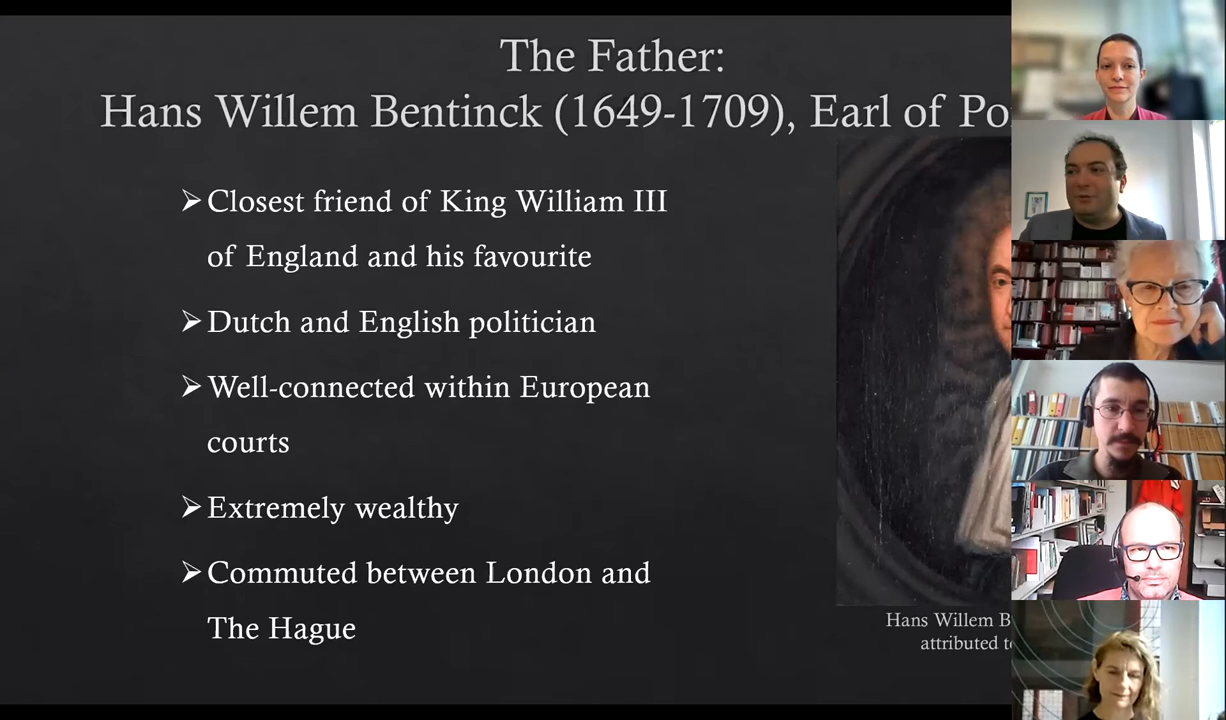 The Father:
Hans Willem Bentinck (1649-1709), Earl of
Closest friend of King William III
of England and his favourite
Dutch and English politician
Well-connected within European
courts
Extremely wealthy
Commuted between London and
The Hague
Hans Willem
attributed